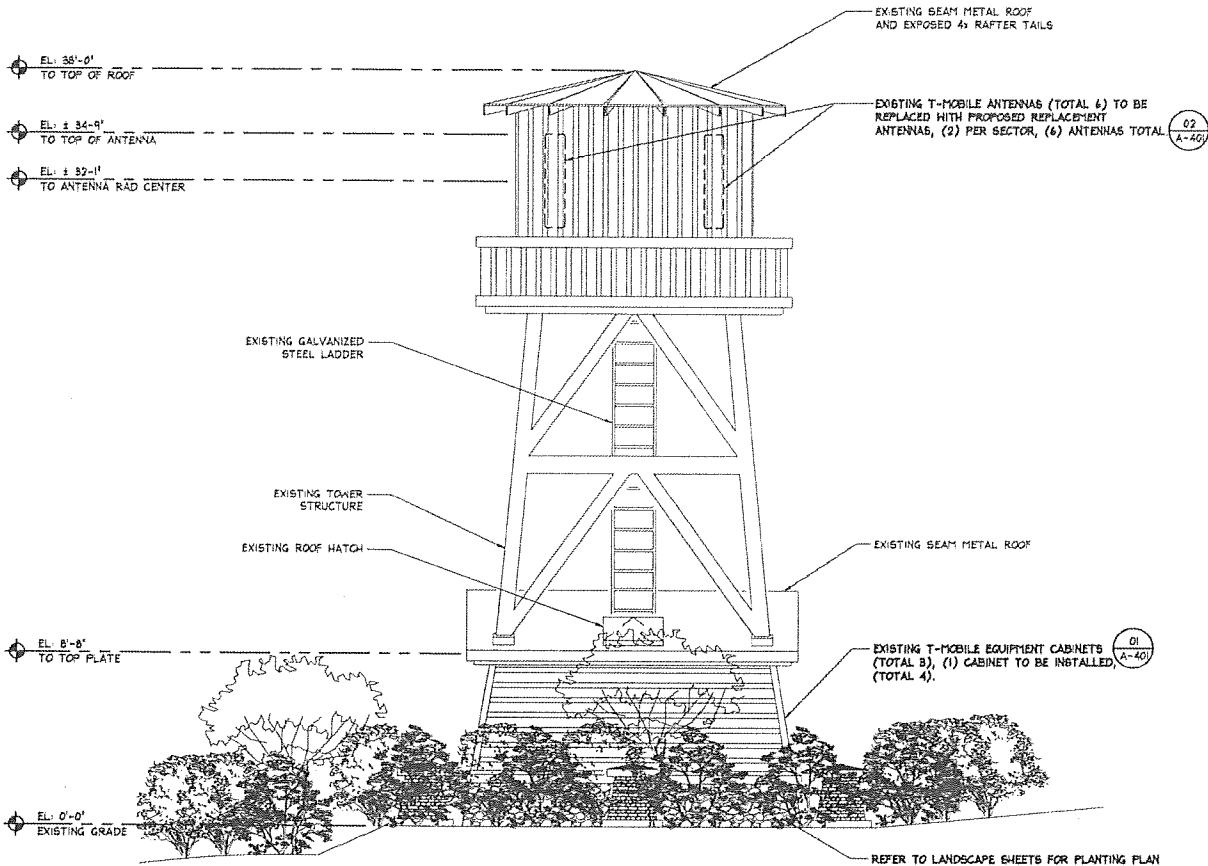 EXISTING SEAM METAL ROOF
AND EXPOSED 4x RAFTER TAILS
EL: 38'-0"
TO TOP OF ROOF
EXISTING T-MOBILE ANTENNAS (TOTAL 6) TO BE
REPLACED WITH PROPOSED REPLACEMENT
ANTENNAS, (2) PER SECTOR, (6) ANTENNAS TOTAL
02
A-401
EL: ± 34'-9"
TO TOP OF ANTENNA
EL: ± 32'-1"
TO ANTENNA RAD CENTER
EXISTING GALVANIZED
STEEL LADDER
EXISTING TOWER
STRUCTURE
EXISTING ROOF HATCH
EXISTING SEAM METAL ROOF
EL: 8'-8"
TO TOP PLATE
EXISTING T-MOBILE EQUIPMENT CABINETS
(TOTAL 3), (1) CABINET TO BE INSTALLED,
(TOTAL 4).
01
A-401
EL: 0'-0"
EXISTING GRADE
REFER TO LANDSCAPE SHEETS FOR PLANTING PLAN